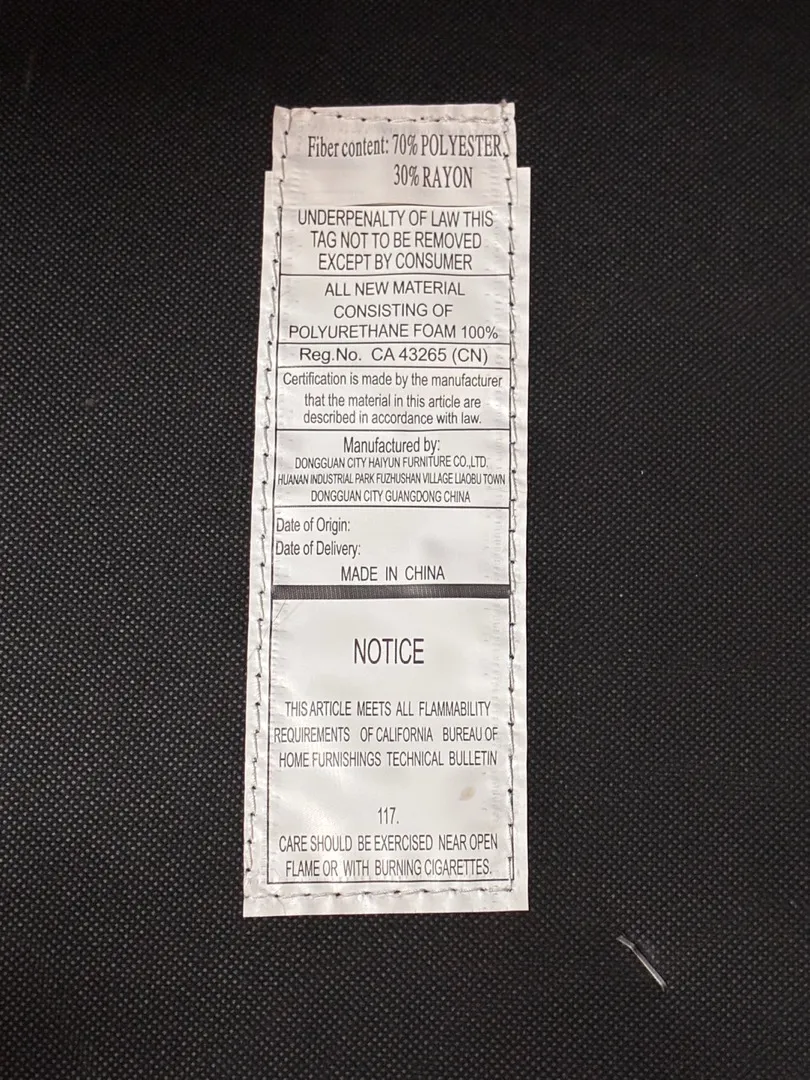 Fiber content: 70% POLYESTER,
30% RAYON
UNDERPENALTY OF LAW THIS
TAG NOT TO BE REMOVED
EXCEPT BY CONSUMER
ALL NEW MATERIAL
CONSISTING OF
POLYURETHANE FOAM 100%
Reg.No. CA 43265 (CN)
Certification is made by the manufacturer
that the material in this article are
described in accordance with law.
Manufactured by:
DONGGUAN CITY HAIYUN FURNITURE CO.,LTD.
HUANAN INDUSTRIAL PARK FUZHUSHAN VILLAGE LIAOBU TOWN
DONGGUAN CITY GUANGDONG CHINA
Date of Origin:
Date of Delivery:
MADE IN CHINA
NOTICE
THIS ARTICLE MEETS ALL FLAMMABILITY
REQUIREMENTS OF CALIFORNIA BUREAU OF
HOME FURNISHINGS TECHNICAL BULLETIN
117.
CARE SHOULD BE EXERCISED NEAR OPEN
FLAME OR WITH BURNING CIGARETTES.